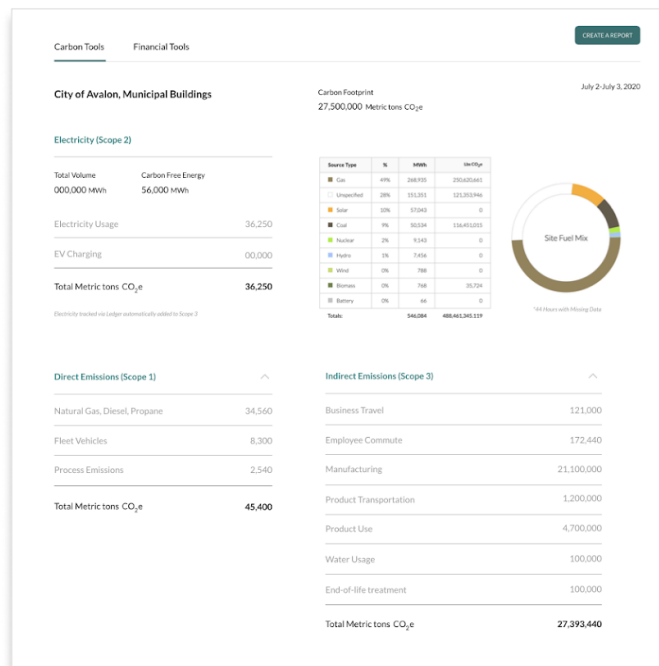 CREATE A REPORT
Carbon Tools Financial Tools
July 2-July 3, 2020
City of Avalon, Municipal Buildings
Carbon Footprint
27,500,000 Metric tons CO₂e
Electricity (Scope 2)
Total Volume Carbon Free Energy
000,000 MWh 56,000 MWh
Electricity Usage 36,250
EV Charging 00,000
Total Metric tons CO₂e 36,250
Electricity tracked via Ledger automatically added to Scope 3
Source Type % MWh lbs CO₂e
Gas 49% 268,935 250,620,661
Unspecified 28% 151,351 121,353,946
Solar 10% 57,043 0
Coal 9% 50,534 116,451,015
Nuclear 2% 9,143 0
Hydro 1% 7,456 0
Wind 0% 788 0
Biomass 0% 768 35,724
Battery 0% 66 0
Totals: 546,084 488,461,345.119
Site Fuel Mix
*44 Hours with Missing Data
Direct Emissions (Scope 1)
Natural Gas, Diesel, Propane 34,560
Fleet Vehicles 8,300
Process Emissions 2,540
Total Metric tons CO₂e 45,400
Indirect Emissions (Scope 3)
Business Travel 121,000
Employee Commute 172,440
Manufacturing 21,100,000
Product Transportation 1,200,000
Product Use 4,700,000
Water Usage 100,000
End-of-life treatment 100,000
Total Metric tons CO₂e 27,393,440